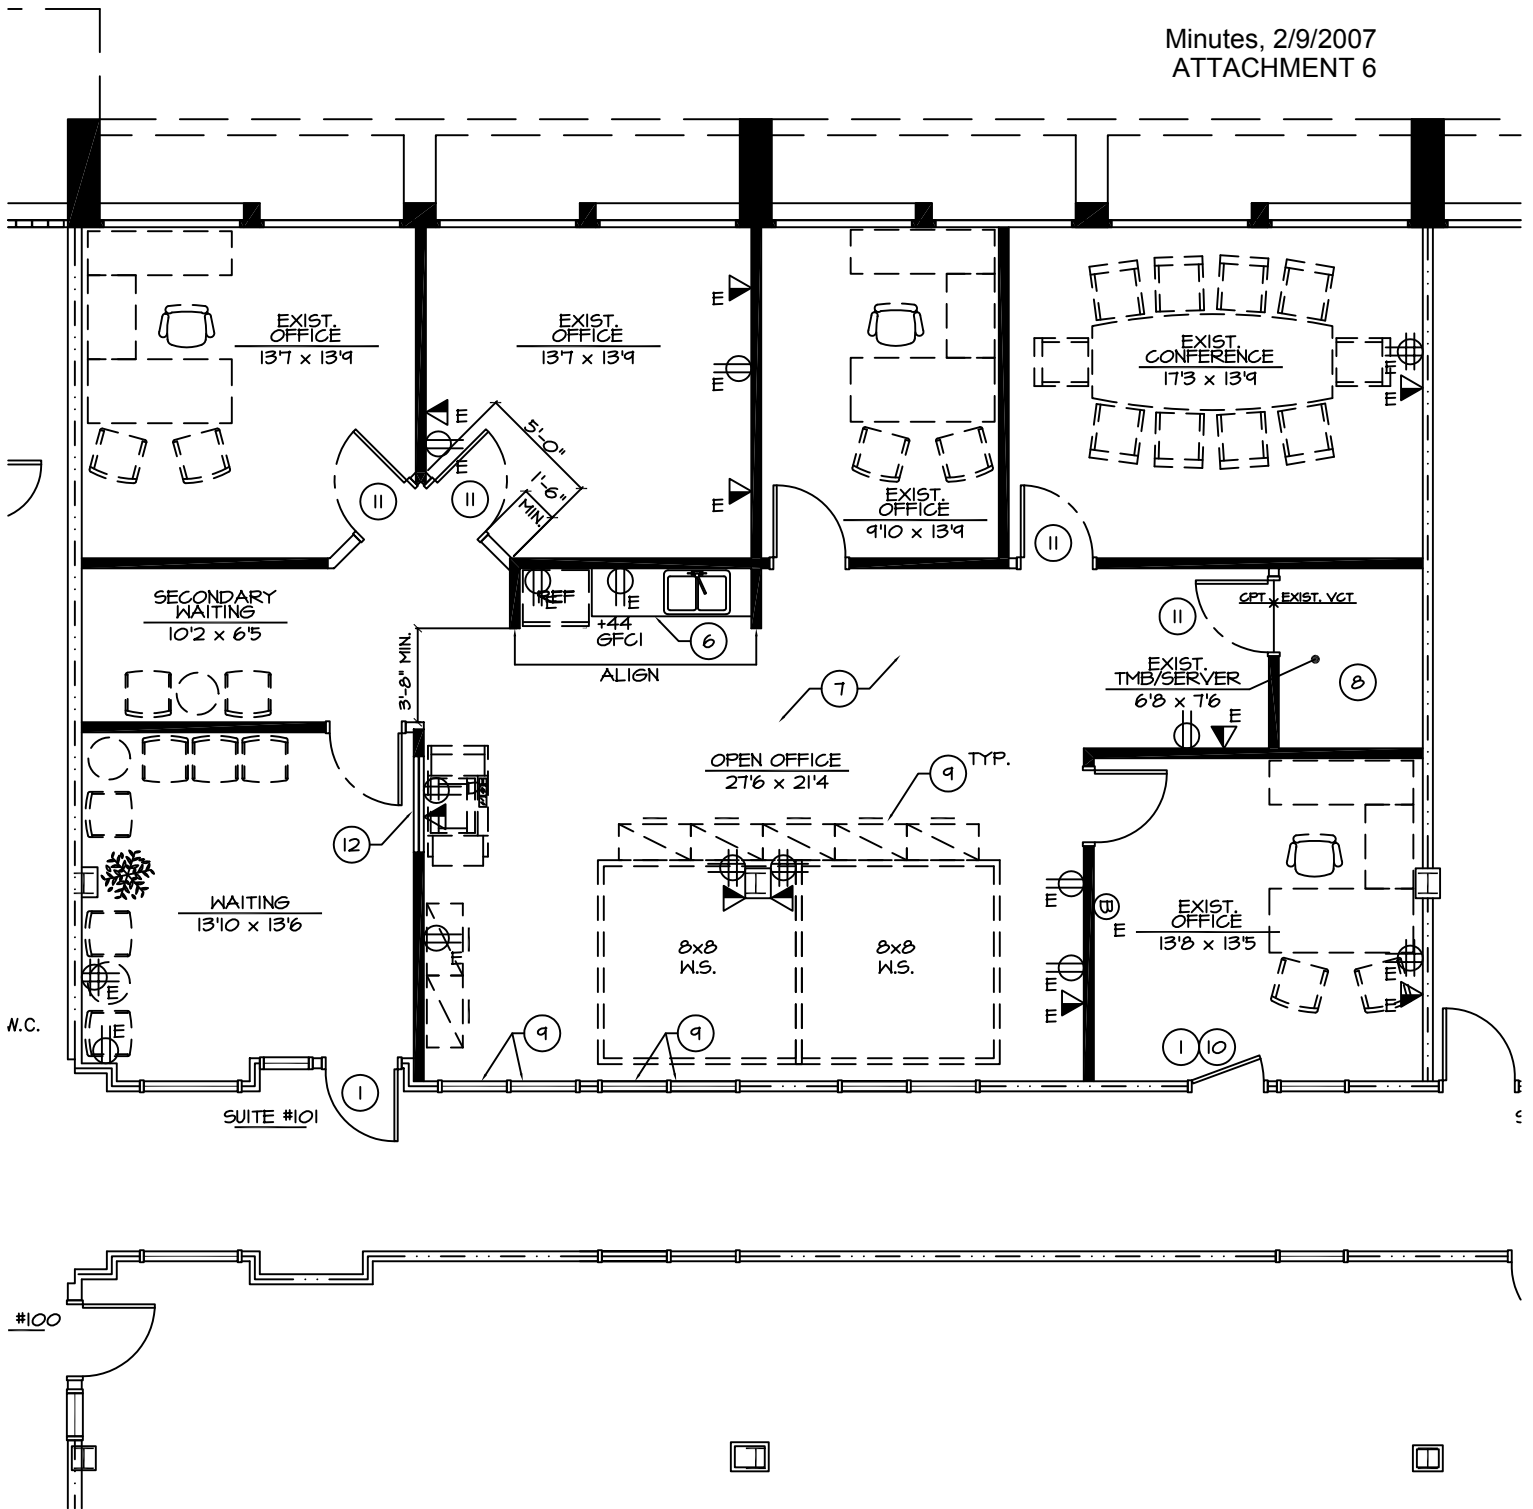 Minutes, 2/9/2007
ATTACHMENT 6
EXIST.
OFFICE
13'7 x 13'9
EXIST.
OFFICE
13'7 x 13'9
EXIST.
OFFICE
9'10 x 13'9
EXIST.
CONFERENCE
17'3 x 13'9
E
E
E
E
E
E
E
5'-0"
1'-6"
MIN.
11
11
11
11
SECONDARY
WAITING
10'2 x 6'5
REF
E
E
+44
GFCI
6
ALIGN
3'-8" MIN.
CPT
EXIST. VCT
EXIST.
TMB/SERVER
6'8 x 7'6
E
8
7
OPEN OFFICE
27'6 x 21'4
9
TYP.
12
WAITING
13'10 x 13'6
E
E
E
8x8
W.S.
8x8
W.S.
E
E
E
B
E
EXIST.
OFFICE
13'8 x 13'5
E
E
W.C.
9
9
1
10
1
SUITE #101
#100